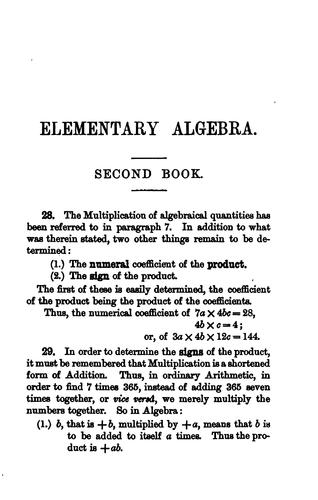 ELEMENTARY ALGEBRA.
SECOND BOOK.
28. The Multiplication of algebraical quantities has
been referred to in paragraph 7. In addition to what
was therein stated, two other things remain to be de-
termined :
(1.) The numeral coefficient of the product.
(2.) The sign of the product.
The first of these is easily determined, the coefficient
of the product being the product of the coefficients.
Thus, the numerical coefficient of 7a × 4bc = 28,
4b × c = 4 ;
or, of 3a × 4b × 12c = 144.
29. In order to determine the signs of the product,
it must be remembered that Multiplication is a shortened
form of Addition. Thus, in ordinary Arithmetic, in
order to find 7 times 365, instead of adding 365 seven
times together, or vice versâ, we merely multiply the
numbers together. So in Algebra :
(1.) b, that is +b, multiplied by +a, means that b is
to be added to itself a times. Thus the pro-
duct is +ab.